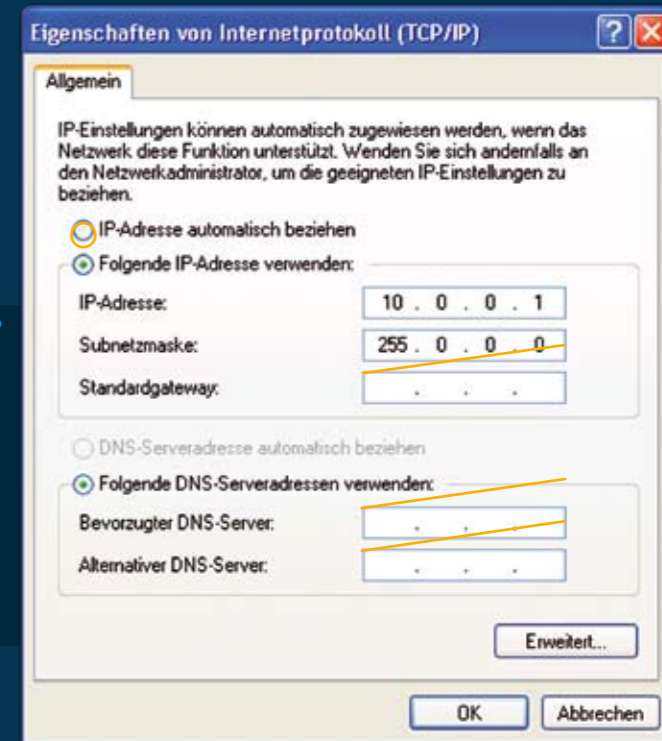 Eigenschaften von Internetprotokoll (TCP/IP)
Allgemein
IP-Einstellungen können automatisch zugewiesen werden, wenn das
Netzwerk diese Funktion unterstützt. Wenden Sie sich andernfalls an
den Netzwerkadministrator, um die geeigneten IP-Einstellungen zu
beziehen.
IP-Adresse automatisch beziehen
Folgende IP-Adresse verwenden:
IP-Adresse: 10 . 0 . 0 . 1
Subnetzmaske: 255 . 0 . 0 . 0
Standardgateway: . . .
DNS-Serveradresse automatisch beziehen
Folgende DNS-Serveradressen verwenden:
Bevorzugter DNS-Server: . . .
Alternativer DNS-Server: . . .
Erweitert...
OK Abbrechen